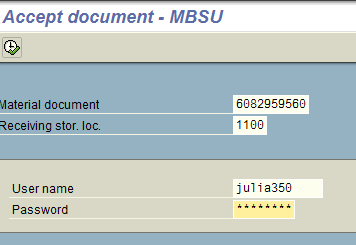 Accept document - MBSU
Material document 6082959560
Receiving stor. loc. 1100
User name julia350
Password ********